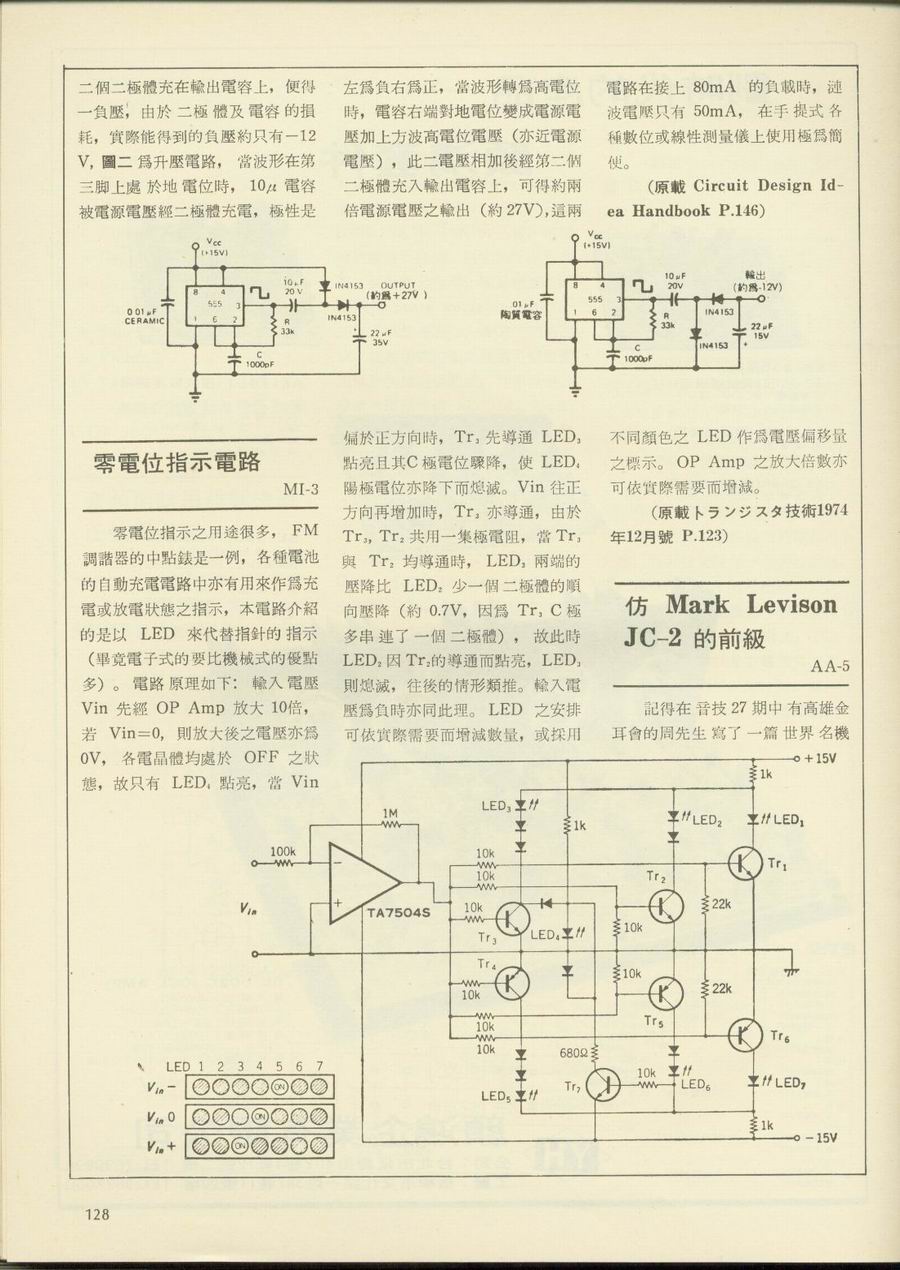 二個二極體充在輸出電容上，便得
一負壓，由於二極體及電容的損
耗，實際能得到的負壓約只有－12
V, 圖二 爲升壓電路，當波形在第
三脚上處於地電位時，10μ 電容
被電源電壓經二極體充電，極性是
左爲負右爲正，當波形轉爲高電位
時，電容右端對地電位變成電源電
壓加上方波高電位電壓（亦近電源
電壓），此二電壓相加後經第二個
二極體充入輸出電容上，可得約兩
倍電源電壓之輸出（約 27V），這兩
電路在接上 80mA 的負載時，漣
波電壓只有 50mA，在手提式各
種數位或線性測量儀上使用極爲簡
便。
（原載 Circuit Design Id-
ea Handbook P.146）
Vcc
(+15V)
8 4
555 3
1 6 2
0.01μF
CERAMIC
10μF
20V
IN4153
OUTPUT
(約爲+27V)
IN4153
R
33k
22μF
35V
C
1000pF
Vcc
(+15V)
8 4
555 3
1 6 2
.01μF
陶質電容
10μF
20V
輸出
(約爲-12V)
IN4153
R
33k
IN4153
22μF
15V
C
1000pF
零電位指示電路
MI-3
零電位指示之用途很多，FM
調諧器的中點錶是一例，各種電池
的自動充電電路中亦有用來作爲充
電或放電狀態之指示，本電路介紹
的是以 LED 來代替指針的指示
（畢竟電子式的要比機械式的優點
多）。電路原理如下：輸入電壓
Vin 先經 OP Amp 放大 10倍，
若 Vin=0，則放大後之電壓亦爲
0V，各電晶體均處於 OFF 之狀
態，故只有 LED₄ 點亮，當 Vin
偏於正方向時，Tr₃ 先導通 LED₃
點亮且其C極電位驟降，使 LED₄
陽極電位亦降下而熄滅。Vin 往正
方向再增加時，Tr₂ 亦導通，由於
Tr₃, Tr₂ 共用一集極電阻，當 Tr₃
與 Tr₂ 均導通時，LED₃ 兩端的
壓降比 LED₂ 少一個二極體的順
向壓降（約 0.7V，因爲 Tr₃ C 極
多串連了一個二極體），故此時
LED₂ 因 Tr₂的導通而點亮，LED₃
則熄滅，往後的情形類推。輸入電
壓爲負時亦同此理。LED 之安排
可依實際需要而增減數量，或採用
不同顏色之 LED 作爲電壓偏移量
之標示。OP Amp 之放大倍數亦
可依實際需要而增減。
（原載トランジスタ技術1974
年12月號 P.123）
仿 Mark Levison
JC-2 的前級
AA-5
記得在音技 27 期中有高雄金
耳會的周先生寫了一篇世界名機
+15V
1k
LED₃
1k
LED₂
LED₁
1M
100k
Vin
TA7504S
10k
10k
10k
Tr₁
Tr₂
22k
10k
Tr₃
LED₄
Tr₄
10k
10k
22k
10k
10k
Tr₅
Tr₆
680Ω
LED₅
Tr₇
10k
LED₆
LED₇
1k
-15V
LED 1 2 3 4 5 6 7
Vin − ON
Vin 0 ON
Vin + ON
128